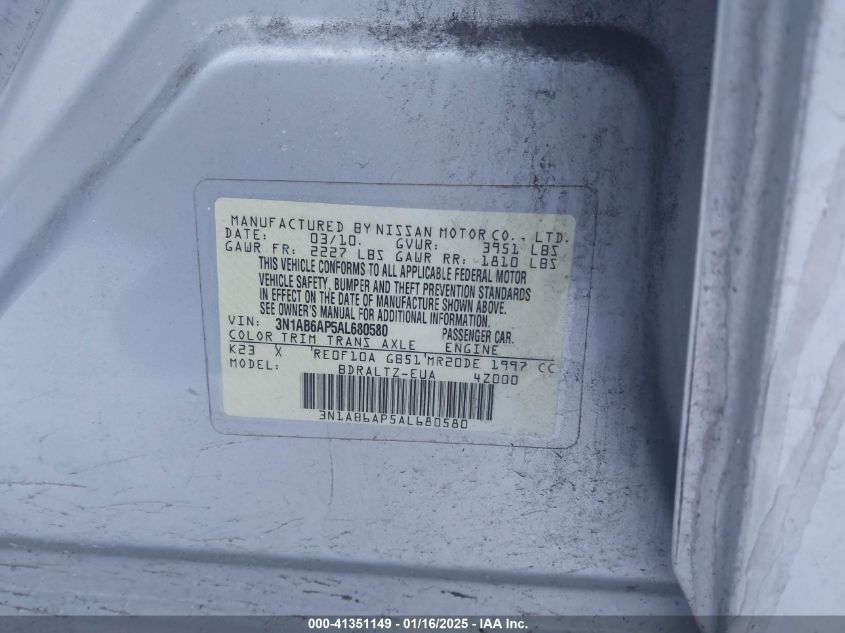 MANUFACTURED BY NISSAN MOTOR CO., LTD.
DATE: 03/10. GVWR: 3951 LBS
GAWR FR: 2227 LBS GAWR RR: 1810 LBS
THIS VEHICLE CONFORMS TO ALL APPLICABLE FEDERAL MOTOR
VEHICLE SAFETY, BUMPER AND THEFT PREVENTION STANDARDS
IN EFFECT ON THE DATE OF MANUFACTURE SHOWN ABOVE.
SEE OWNER'S MANUAL FOR ADDITIONAL INFORMATION.
VIN: 3N1AB6AP5AL680580 PASSENGER CAR.
COLOR TRIM TRANS AXLE ENGINE
K23 X RE0F10A GB51 MR20DE 1997 CC
MODEL: BDRALTZ-EUA 4Z000
3N1AB6AP5AL680580
000-41351149 - 01/16/2025 - IAA Inc.